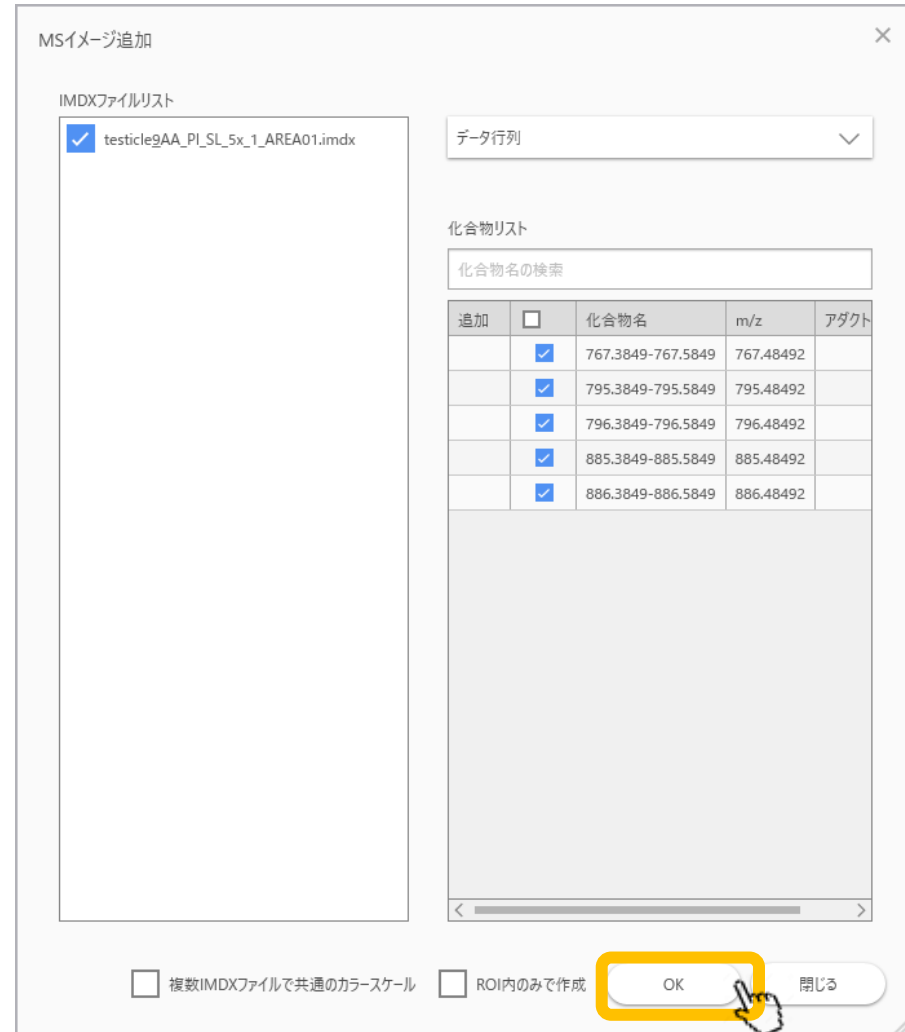 MSイメージ追加
IMDXファイルリスト
testicle9AA_PI_SL_5x_1_AREA01.imdx
データ行列
化合物リスト
化合物名の検索
追加 化合物名 m/z アダクト
767.3849-767.5849 767.48492
795.3849-795.5849 795.48492
796.3849-796.5849 796.48492
885.3849-885.5849 885.48492
886.3849-886.5849 886.48492
複数IMDXファイルで共通のカラースケール ROI内のみで作成 OK 閉じる